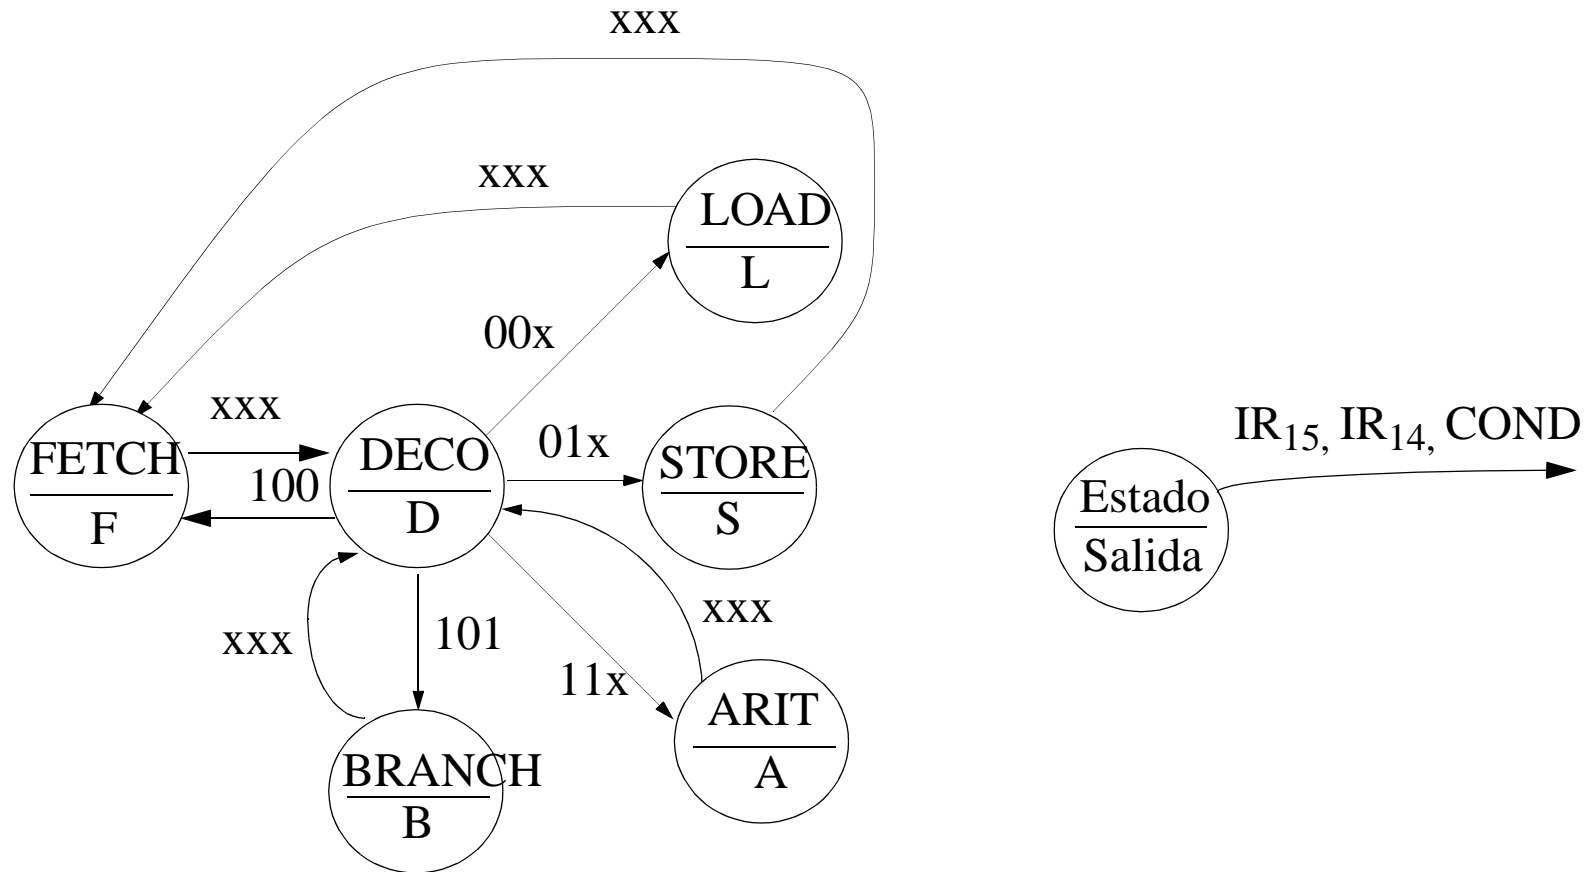 xxx
xxx
LOAD
L
00x
xxx
FETCH
F
100
DECO
D
01x
STORE
S
xxx
101
xxx
11x
ARIT
A
BRANCH
B
IR15, IR14, COND
Estado
Salida